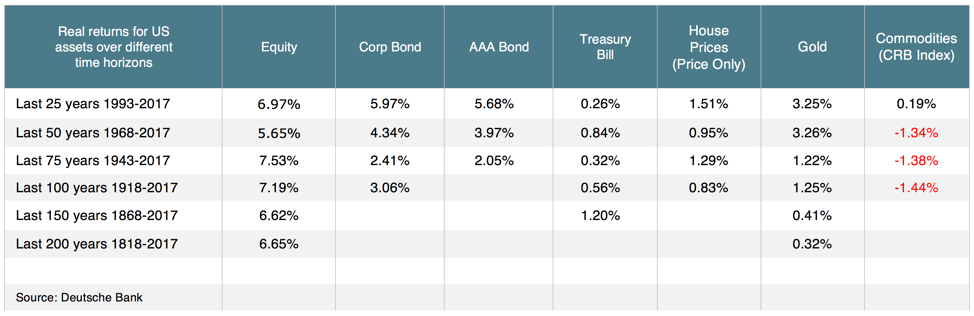 Real returns for US assets over different time horizons | Equity | Corp Bond | AAA Bond | Treasury Bill | House Prices (Price Only) | Gold | Commodities (CRB Index)
Last 25 years 1993-2017 6.97% 5.97% 5.68% 0.26% 1.51% 3.25% 0.19%
Last 50 years 1968-2017 5.65% 4.34% 3.97% 0.84% 0.95% 3.26% -1.34%
Last 75 years 1943-2017 7.53% 2.41% 2.05% 0.32% 1.29% 1.22% -1.38%
Last 100 years 1918-2017 7.19% 3.06% 0.56% 0.83% 1.25% -1.44%
Last 150 years 1868-2017 6.62% 1.20% 0.41%
Last 200 years 1818-2017 6.65% 0.32%
Source: Deutsche Bank